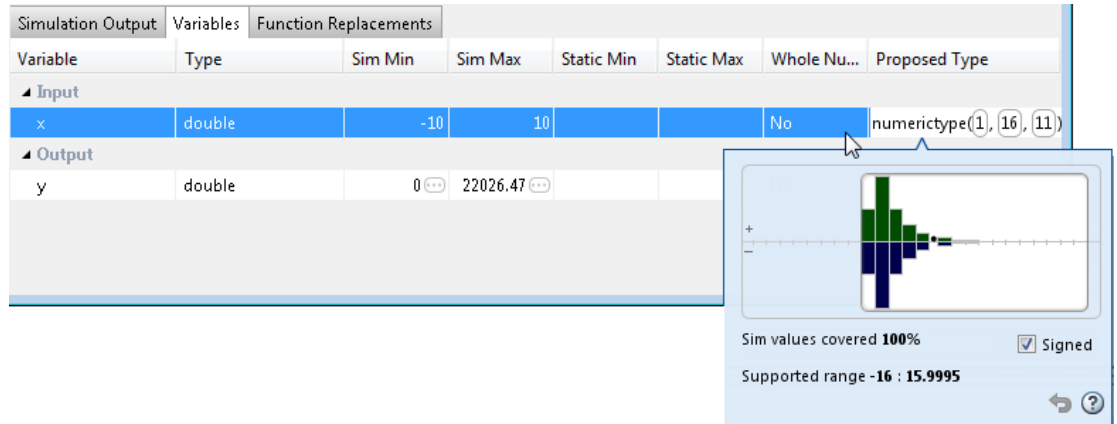 Simulation Output Variables Function Replacements
Variable Type Sim Min Sim Max Static Min Static Max Whole Nu... Proposed Type
Input
x double -10 10 No numerictype(1, 16, 11)
Output
y double 0 22026.47
+
−
Sim values covered 100% Signed
Supported range -16 : 15.9995